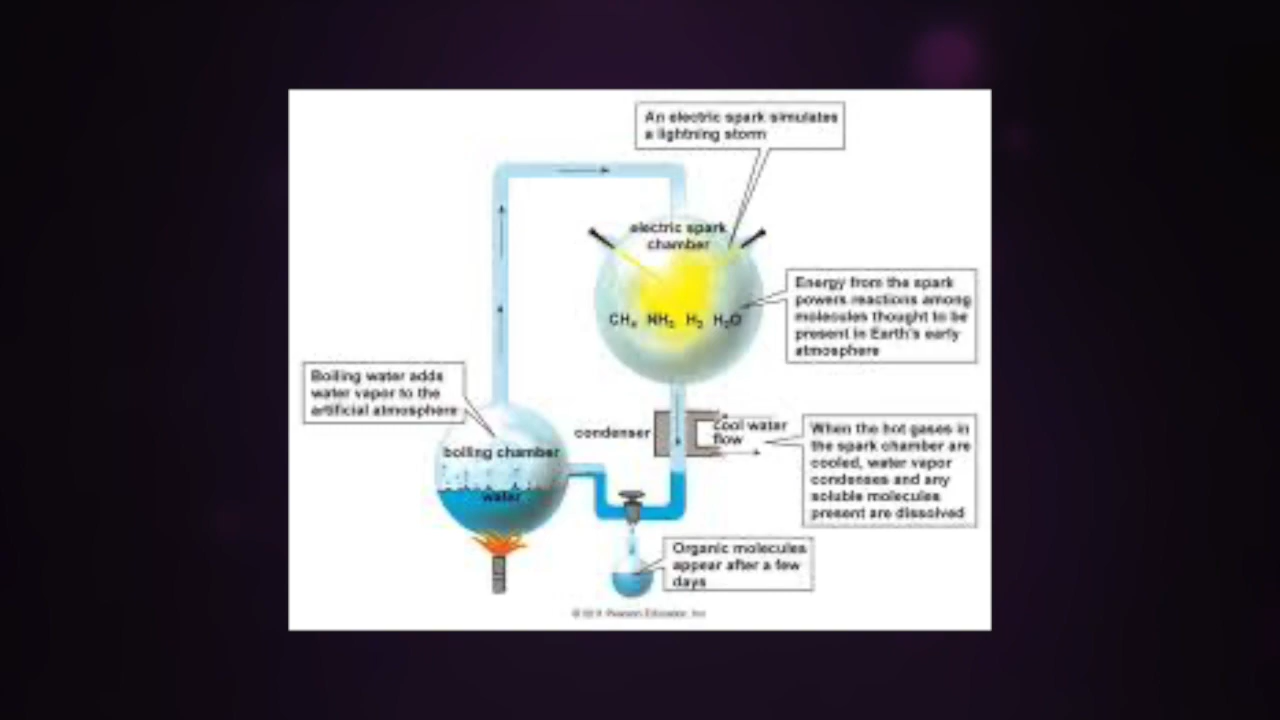 An electric spark simulates
a lightning storm
electric spark
chamber
Energy from the spark
powers reactions among
molecules thought to be
present in Earth's early
atmosphere
CH₄ NH₃ H₂ H₂O
Boiling water adds
water vapor to the
artificial atmosphere
boiling chamber
water
condenser
cool water
flow
When the hot gases in
the spark chamber are
cooled, water vapor
condenses and any
soluble molecules
present are dissolved
Organic molecules
appear after a few
days
Pearson Education, Inc